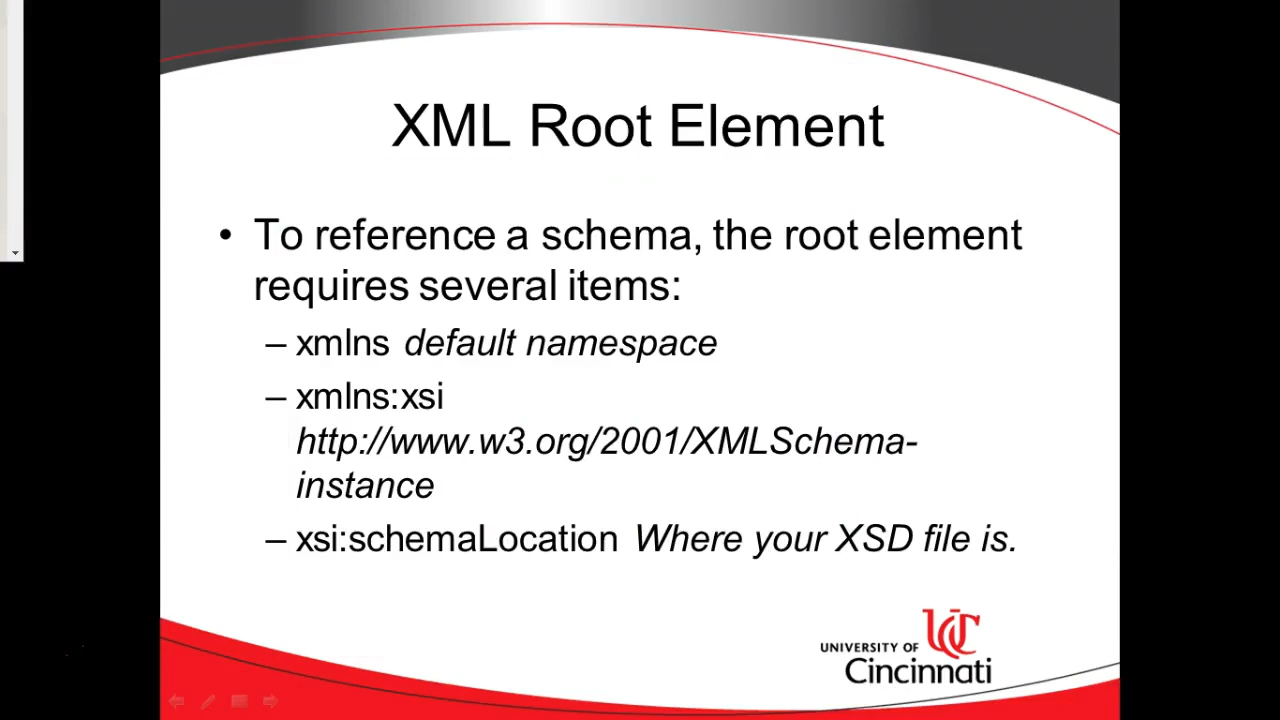 XML Root Element
• To reference a schema, the root element
requires several items:
– xmlns default namespace
– xmlns:xsi
http://www.w3.org/2001/XMLSchema-
instance
– xsi:schemaLocation Where your XSD file is.
UC
UNIVERSITY OF
Cincinnati